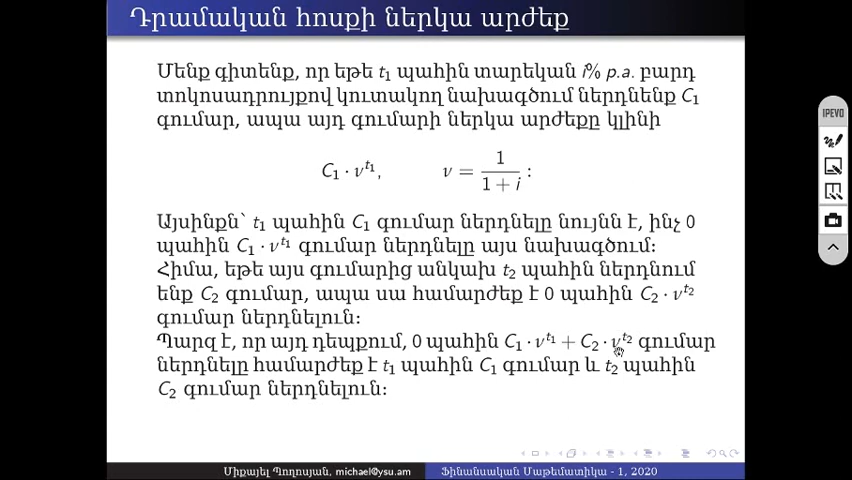 Դրամական հոսքի ներկա արժեք
Մենք գիտենք, որ եթե t₁ պահին տարեկան i% p.a. բարդ
տոկոսադրույքով կուտակող նախագծում ներդնենք C₁
գումար, ապա այդ գումարի ներկա արժեքը կլինի
C₁ · ν^t₁, ν = 1/(1 + i) :
Այսինքն՝ t₁ պահին C₁ գումար ներդնելը նույնն է, ինչ 0
պահին C₁ · ν^t₁ գումար ներդնելը այս նախագծում։
Հիմա, եթե այս գումարից անկախ t₂ պահին ներդնում
ենք C₂ գումար, ապա սա համարժեք է 0 պահին C₂ · ν^t₂
գումար ներդնելուն։
Պարզ է, որ այդ դեպքում, 0 պահին C₁ · ν^t₁ + C₂ · ν^t₂ գումար
ներդնելը համարժեք է t₁ պահին C₁ գումար և t₂ պահին
C₂ գումար ներդնելուն։
Միքայել Պողոսյան, michael@ysu.am Ֆինանսական Մաթեմատիկա - 1, 2020
IPEVO